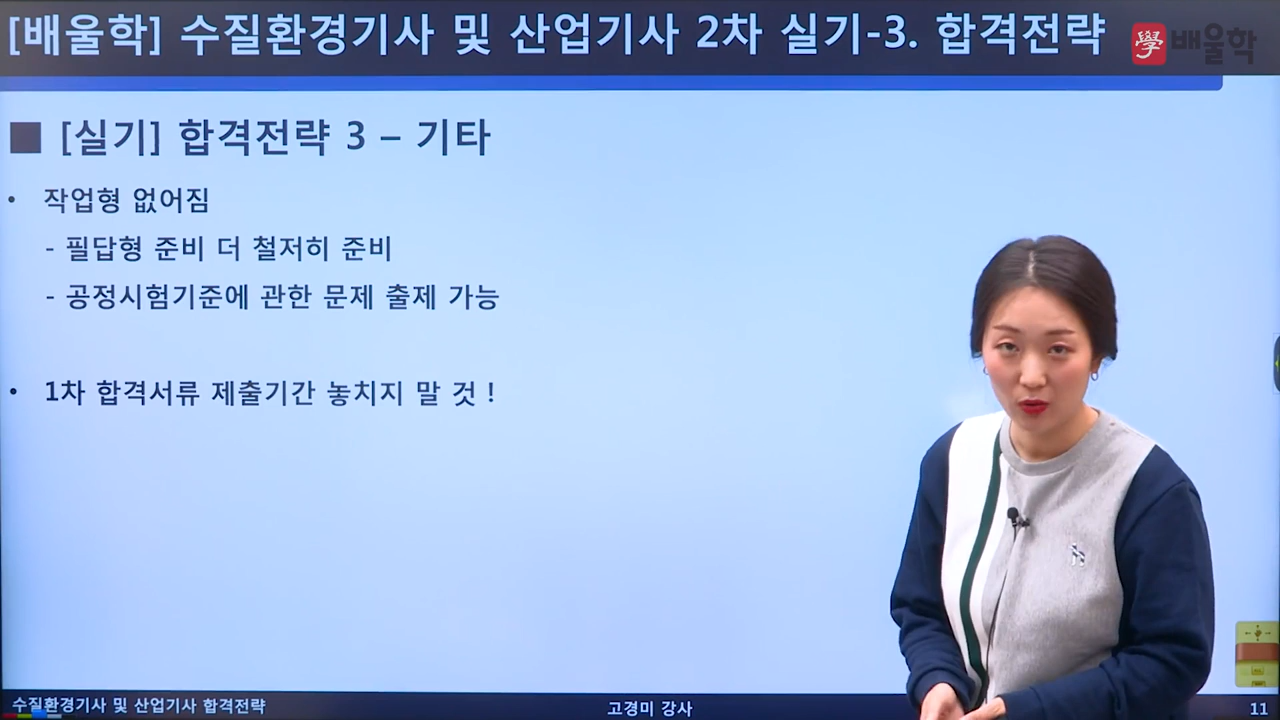 [배울학] 수질환경기사 및 산업기사 2차 실기-3. 합격전략
學 배울학
■ [실기] 합격전략 3 – 기타
• 작업형 없어짐
- 필답형 준비 더 철저히 준비
- 공정시험기준에 관한 문제 출제 가능
• 1차 합격서류 제출기간 놓치지 말 것 !
수질환경기사 및 산업기사 합격전략
고경미 강사
11